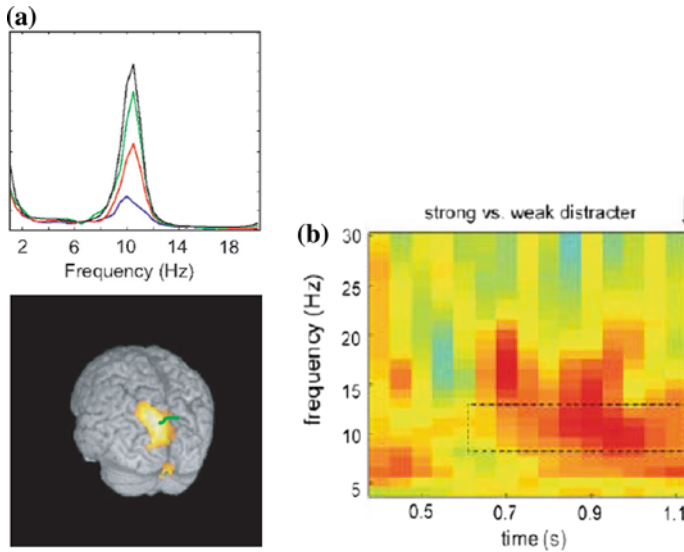 (a)
2 6 10 14 18
Frequency (Hz)
strong vs. weak distracter
(b)
30
25
20
15
10
5
frequency (Hz)
0.5 0.7 0.9 1.1
time (s)